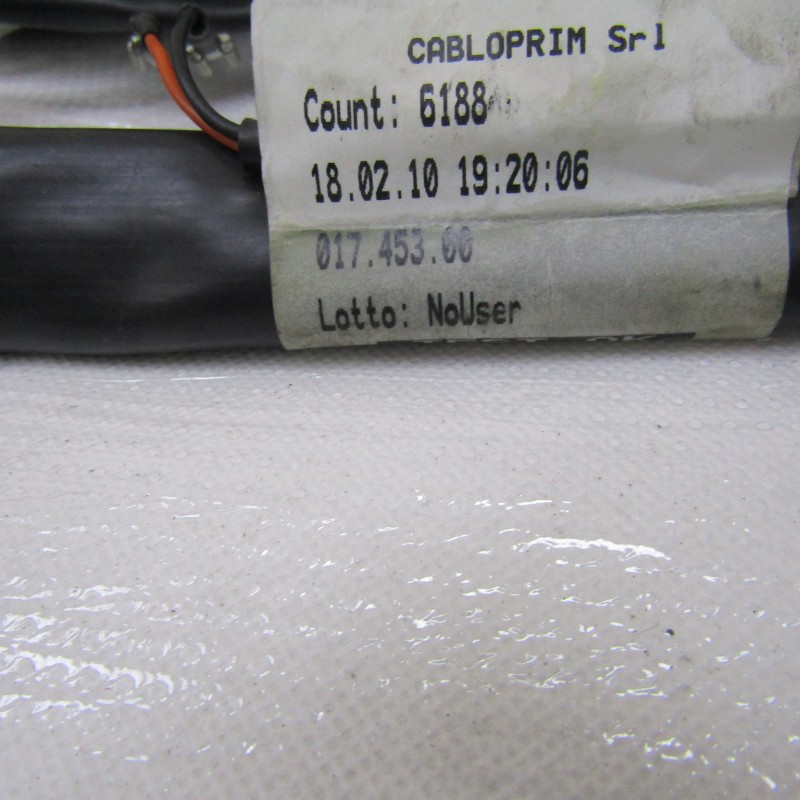 CABLOPRIM Srl
Count: 6188
18.02.10 19:20:06
017.453.00
Lotto: NoUser